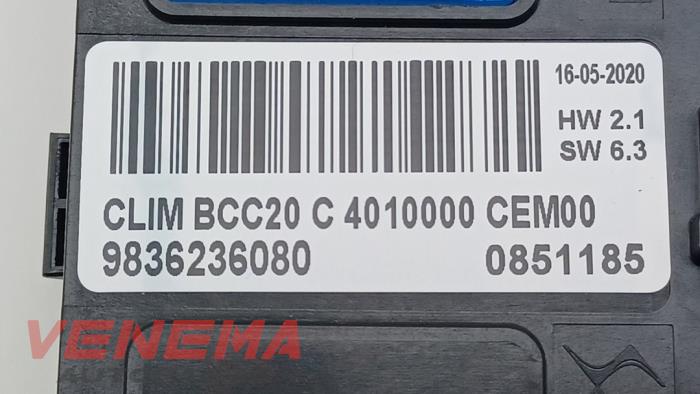 16-05-2020
HW 2.1
SW 6.3
CLIM BCC20 C 4010000 CEM00
9836236080 0851185
VENEMA